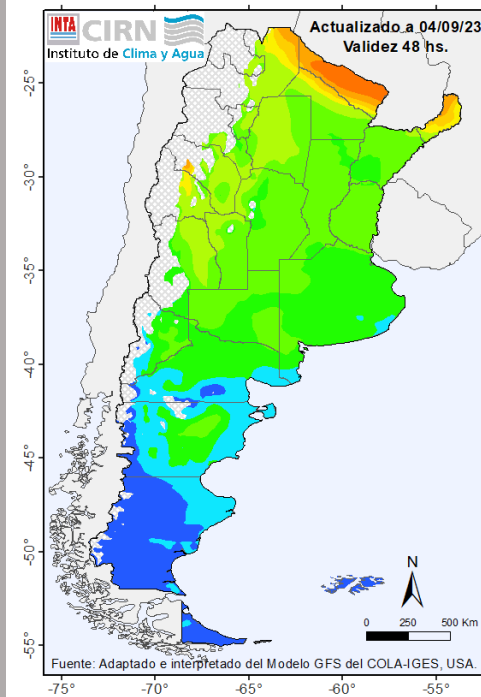 INTA CIRN
Instituto de Clima y Agua
Actualizado a 04/09/23
Validez 48 hs.
-25°
-30°
-35°
-40°
-45°
-50°
-55°
N
0 250 500 Km
Fuente: Adaptado e interpretado del Modelo GFS del COLA-IGES, USA.
-75° -70° -65° -60° -55°